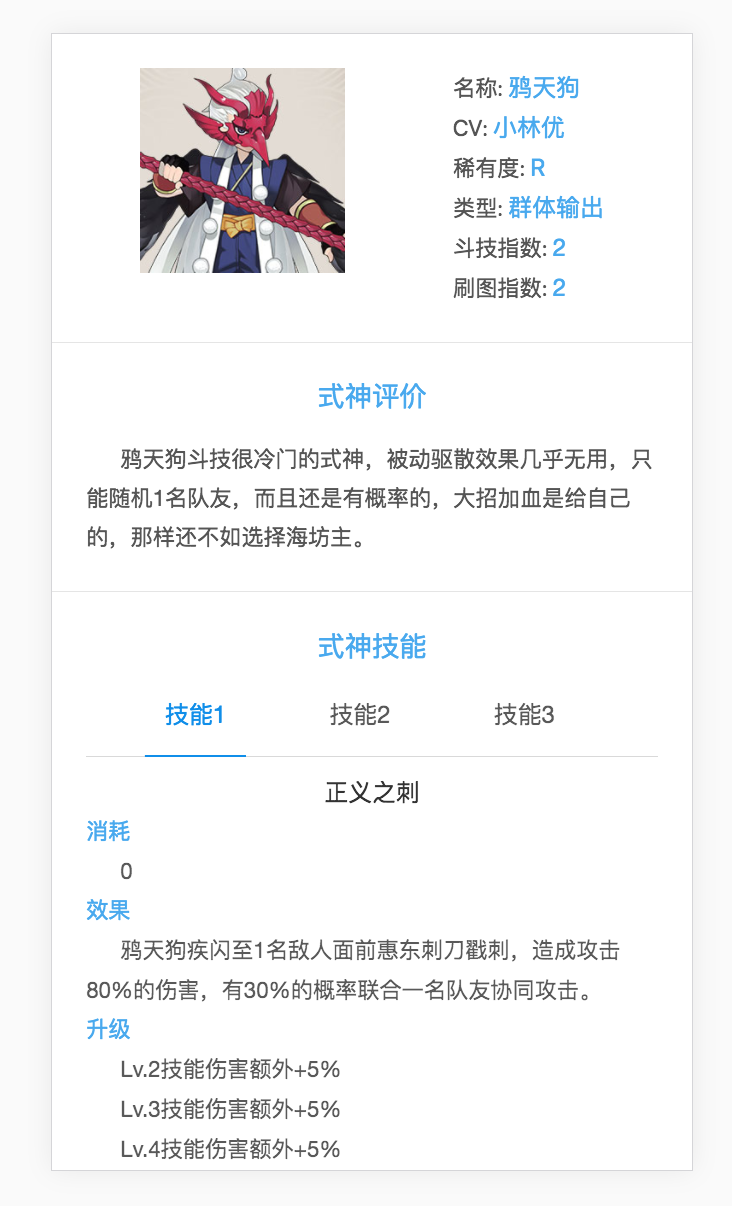 名称: 鸦天狗
CV: 小林优
稀有度: R
类型: 群体输出
斗技指数: 2
刷图指数: 2
式神评价
鸦天狗斗技很冷门的式神，被动驱散效果几乎无用，只
能随机1名队友，而且还是有概率的，大招加血是给自己
的，那样还不如选择海坊主。
式神技能
技能1 技能2 技能3
正义之刺
消耗
0
效果
鸦天狗疾闪至1名敌人面前惠东刺刀戳刺，造成攻击
80%的伤害，有30%的概率联合一名队友协同攻击。
升级
Lv.2技能伤害额外+5%
Lv.3技能伤害额外+5%
Lv.4技能伤害额外+5%